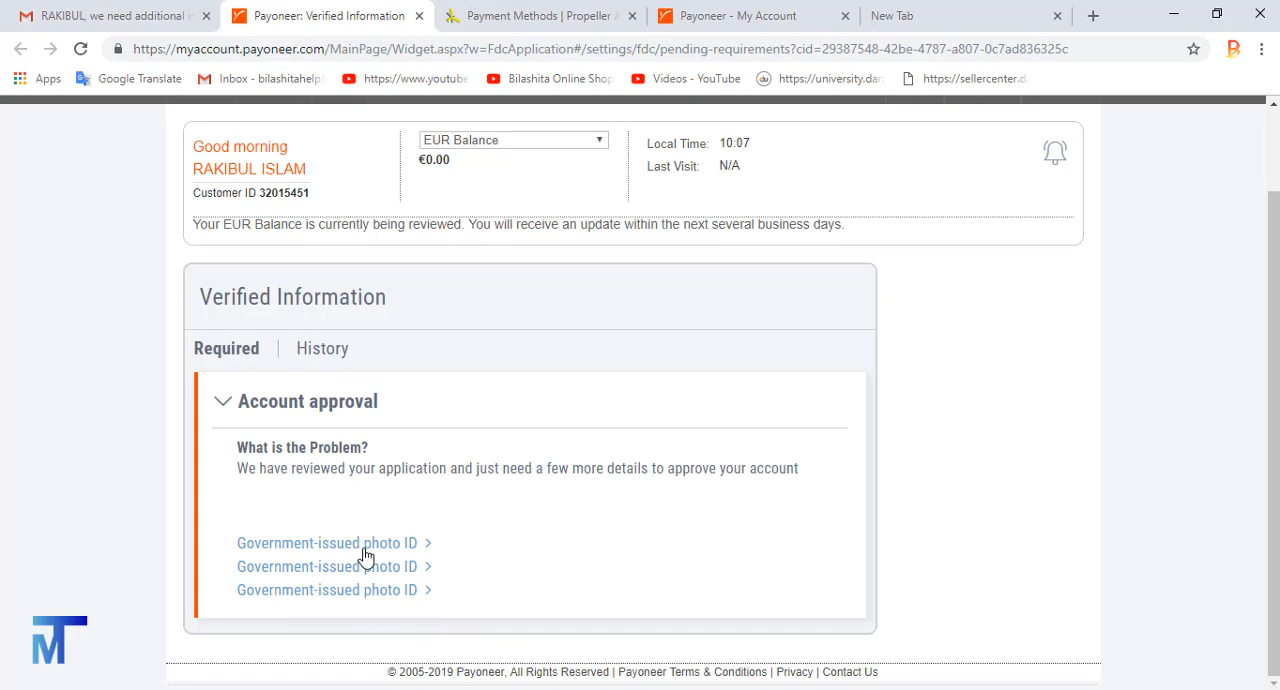 RAKIBUL, we need additional i
Payoneer: Verified Information
Payment Methods | Propeller A
Payoneer - My Account
New Tab
https://myaccount.payoneer.com/MainPage/Widget.aspx?w=FdcApplication#/settings/fdc/pending-requirements?cid=29387548-42be-4787-a807-0c7ad836325c
Apps
Google Translate
Inbox - bilashitahelp
https://www.youtube
Bilashita Online Shop
Videos - YouTube
https://university.dar
https://sellercenter.d
Good morning
RAKIBUL ISLAM
Customer ID 32015451
EUR Balance
€0.00
Local Time: 10:07
Last Visit: N/A
Your EUR Balance is currently being reviewed. You will receive an update within the next several business days.
Verified Information
Required | History
Account approval
What is the Problem?
We have reviewed your application and just need a few more details to approve your account
Government-issued photo ID >
Government-issued photo ID >
Government-issued photo ID >
MT
© 2005-2019 Payoneer, All Rights Reserved | Payoneer Terms & Conditions | Privacy | Contact Us